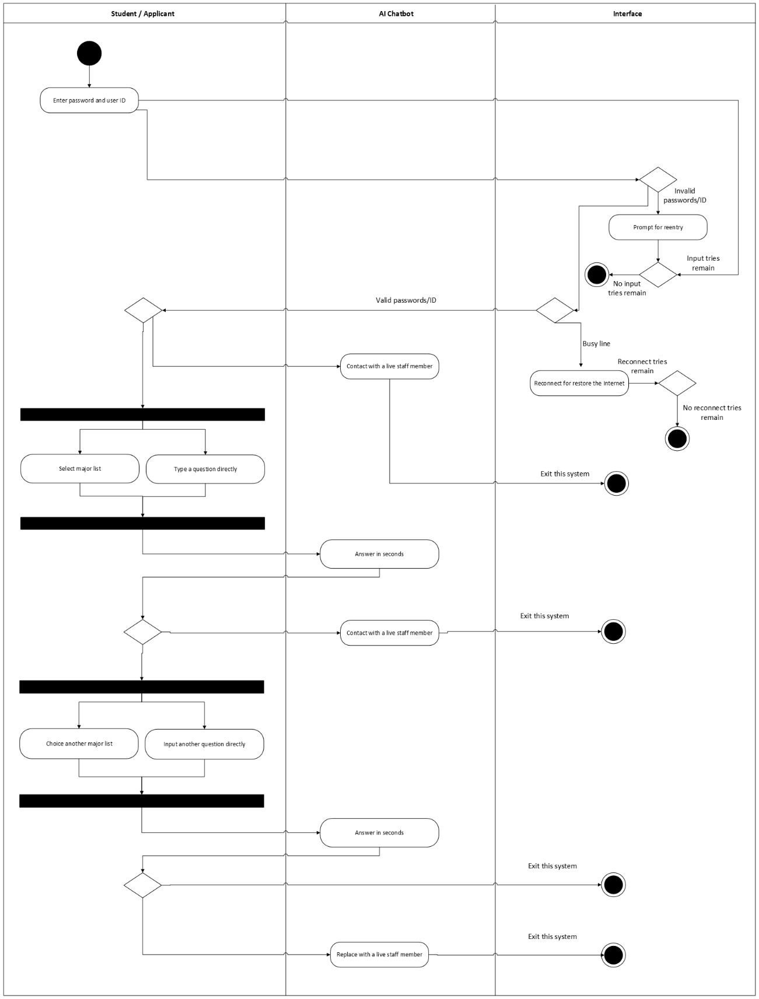 Student / Applicant
AI Chatbot
Interface
Enter password and user ID
Invalid
passwords/ID
Prompt for reentry
Input tries
remain
No input
tries remain
Valid passwords/ID
Busy line
Contact with a live staff member
Reconnect tries
remain
Reconnect for restore the Internet
No reconnect tries
remain
Select major list
Type a question directly
Exit this system
Answer in seconds
Exit this system
Contact with a live staff member
Choice another major list
Input another question directly
Answer in seconds
Exit this system
Exit this system
Replace with a live staff member